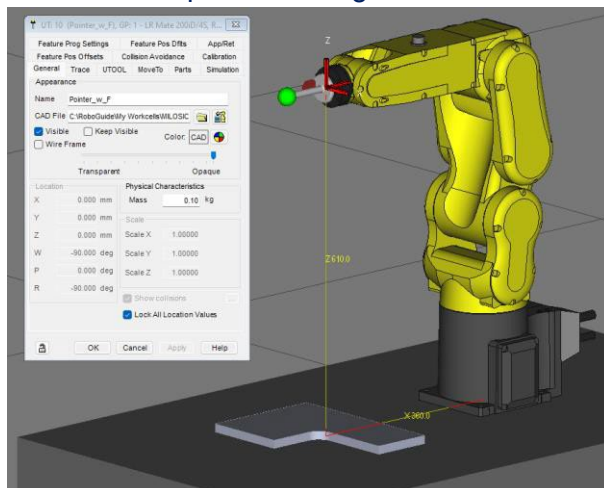 UT: 10 (Pointer_w_F), GP: 1 - LR Mate 200iD/4S, R...
Feature Prog Settings Feature Pos Dflts App/Ret
Feature Pos Offsets Collision Avoidance Calibration
General Trace UTOOL MoveTo Parts Simulation
Appearance
Name Pointer_w_F
CAD File C:\RoboGuide\My Workcells\MILOSIC
Visible Keep Visible Color: CAD
Wire Frame
Transparent Opaque
Location Physical Characteristics
X 0.000 mm Mass 0.10 kg
Y 0.000 mm Scale
Z 0.000 mm Scale X 1.00000
W -90.000 deg Scale Y 1.00000
P 0.000 deg Scale Z 1.00000
R -90.000 deg Show collisions ...
Lock All Location Values
OK Cancel Apply Help
Z
Z 610.0
X 360.0